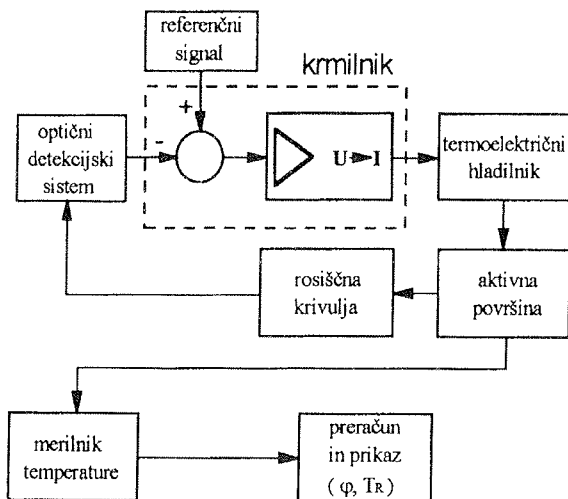 referenčni
signal
krmilnik
+
-
optični
detekcijski
sistem
U I
termoelektrični
hladilnik
rosiščna
krivulja
aktivna
površina
merilnik
temperature
preračun
in prikaz
( φ, TR )